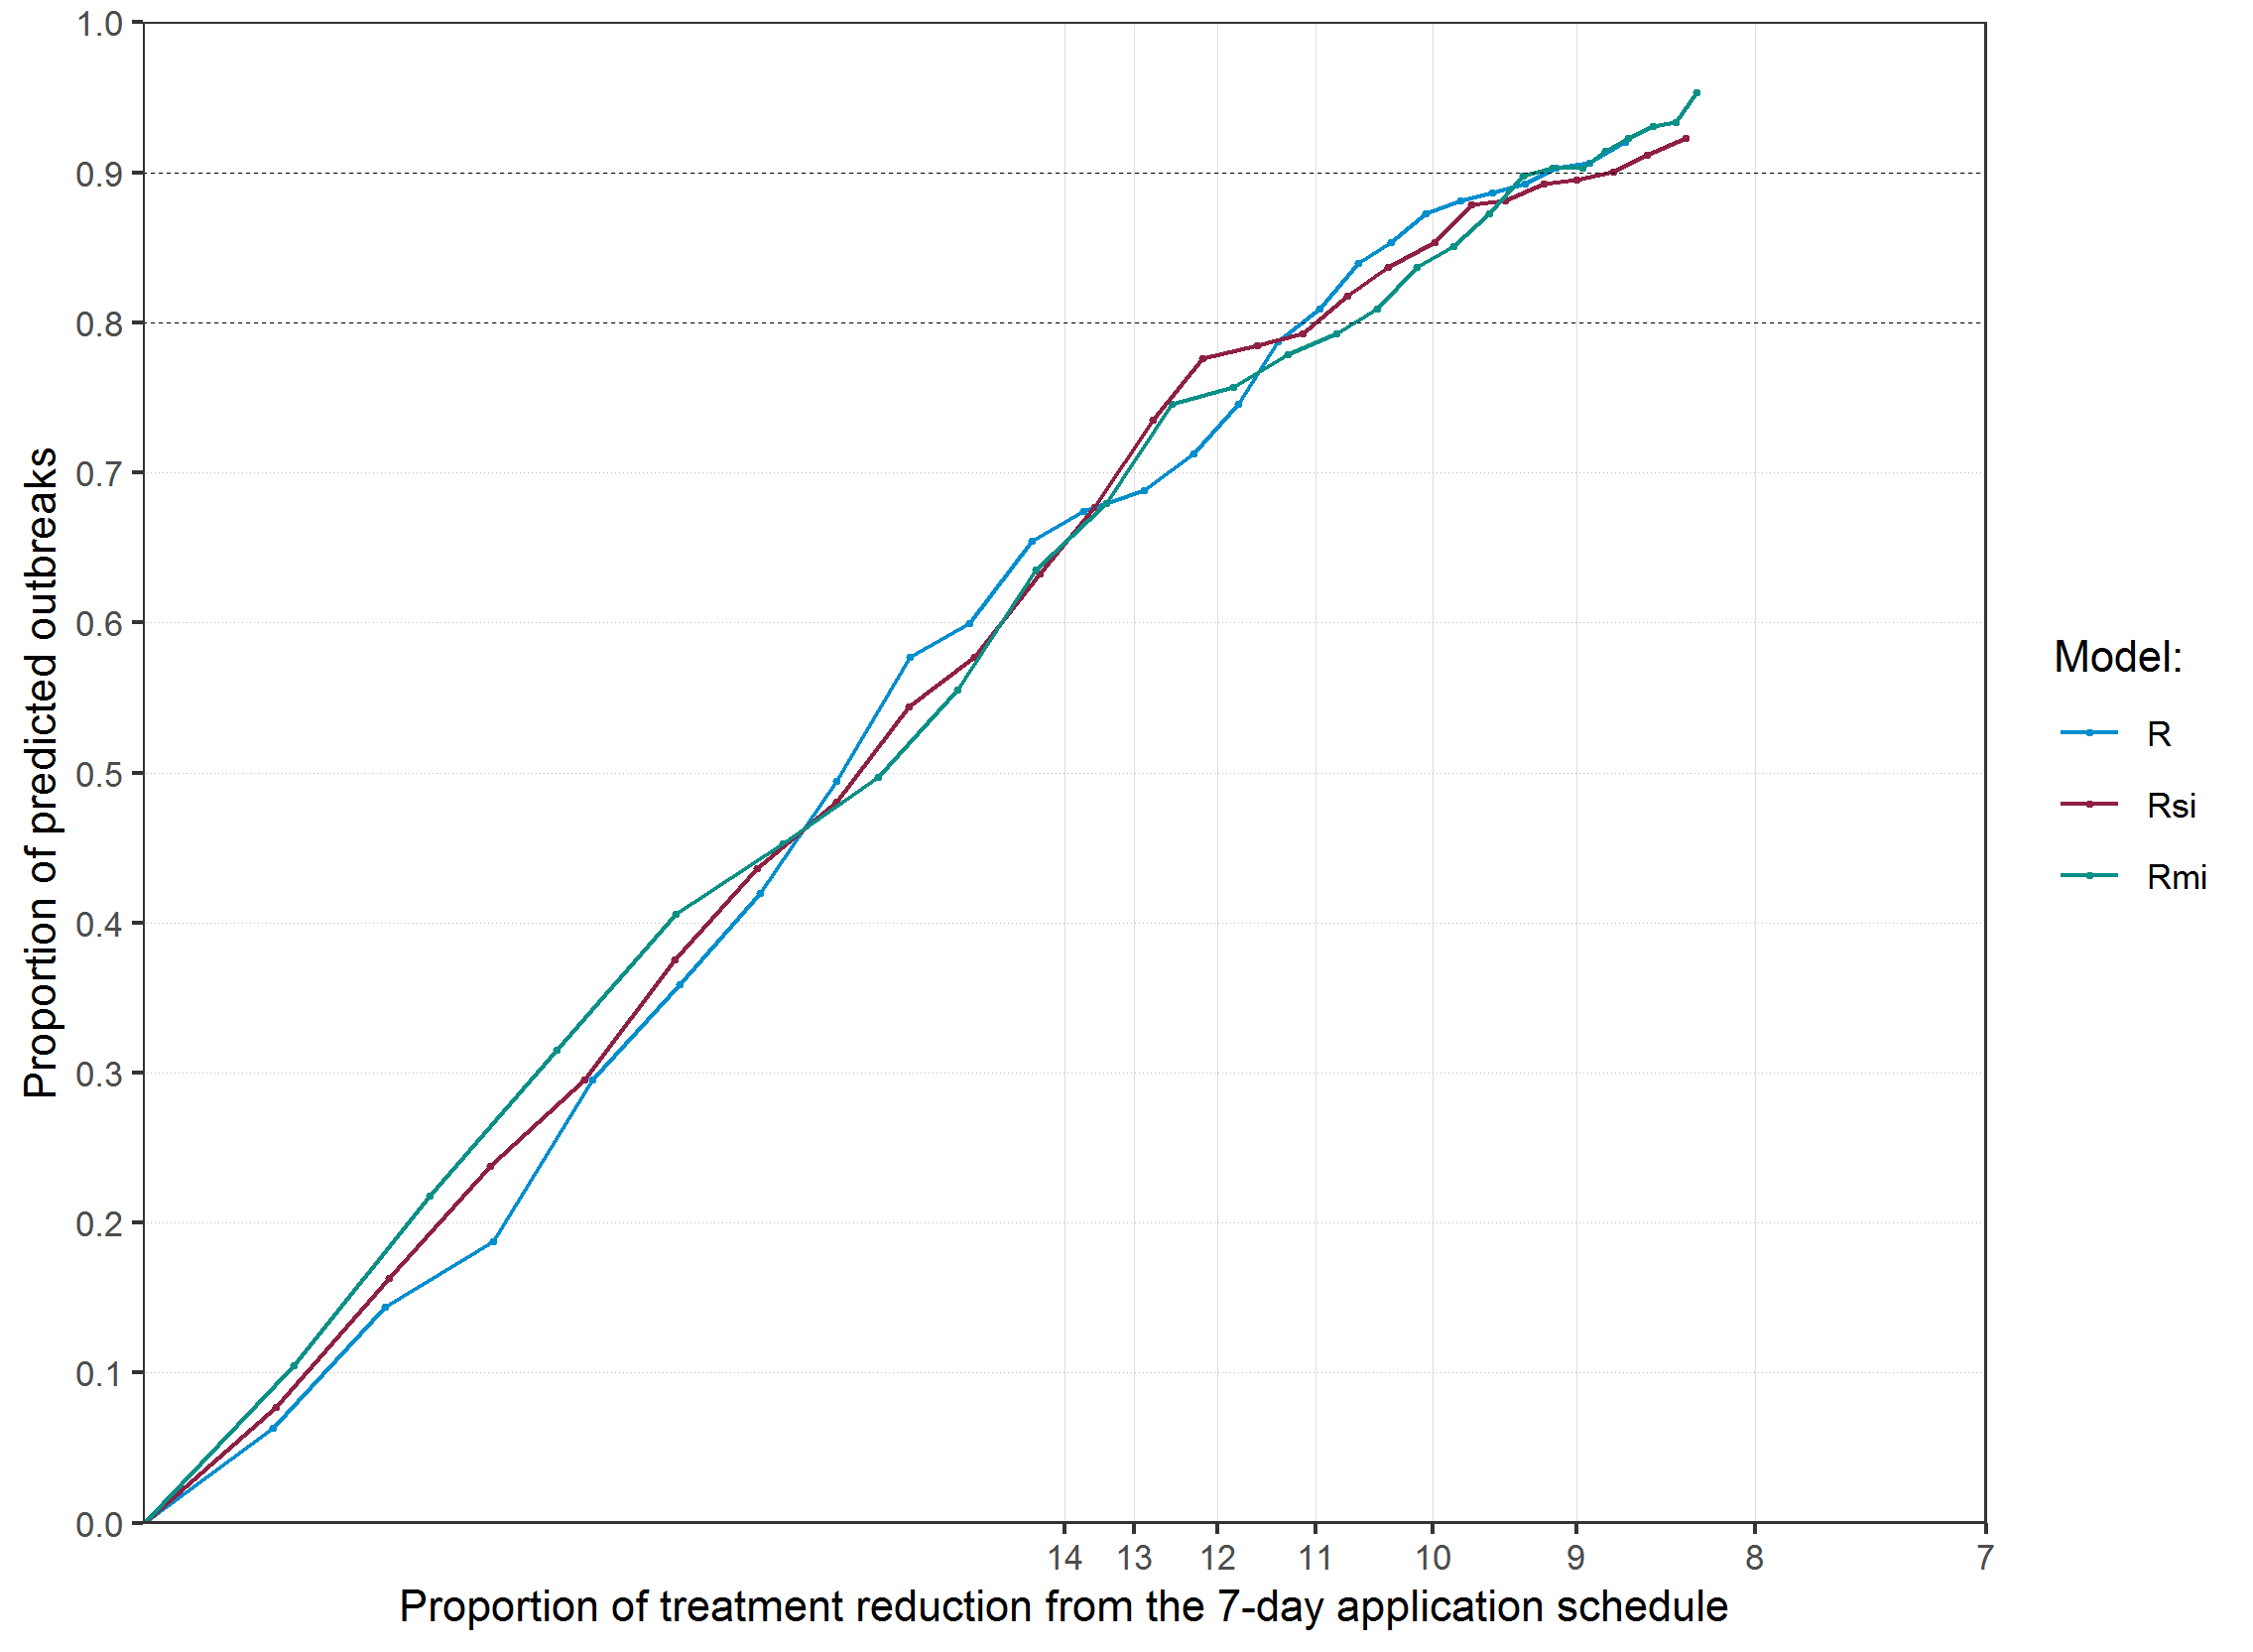 1.0
0.9
0.8
0.7
0.6
0.5
0.4
0.3
0.2
0.1
0.0
Proportion of predicted outbreaks
14 13 12 11 10 9 8 7
Proportion of treatment reduction from the 7-day application schedule
Model:
R
Rsi
Rmi